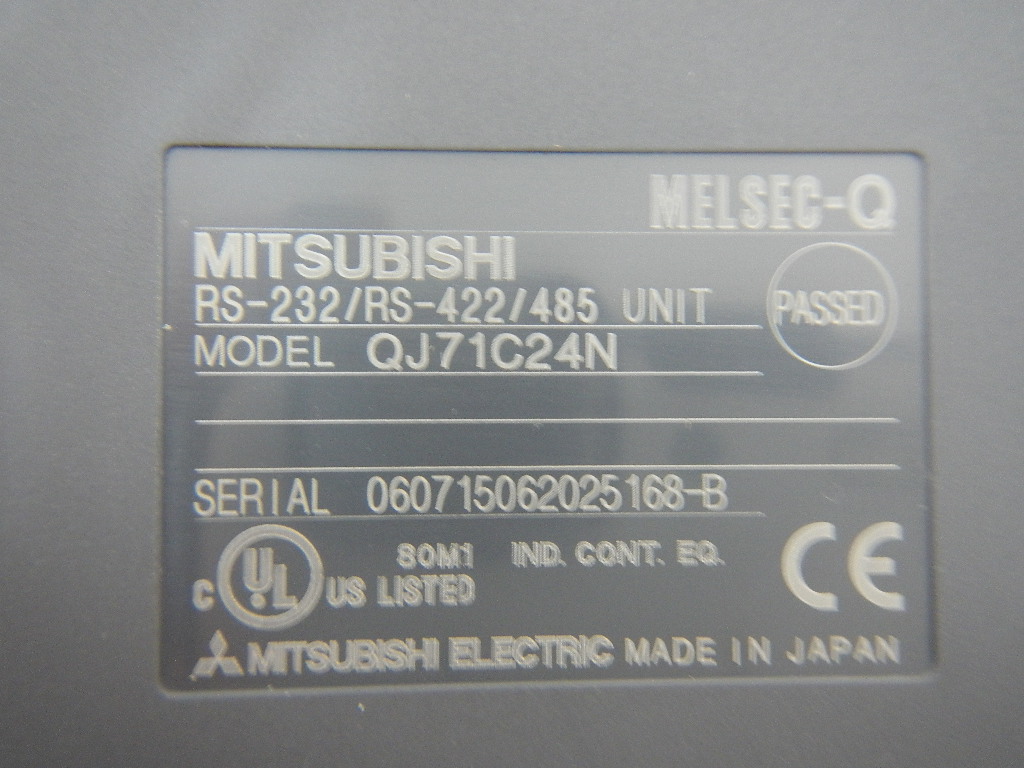 MELSEC-Q
MITSUBISHI
RS-232/RS-422/485 UNIT
PASSED
MODEL QJ71C24N
SERIAL 060715062025168-B
C UL US LISTED
80M1 IND. CONT. EQ.
CE
MITSUBISHI ELECTRIC MADE IN JAPAN